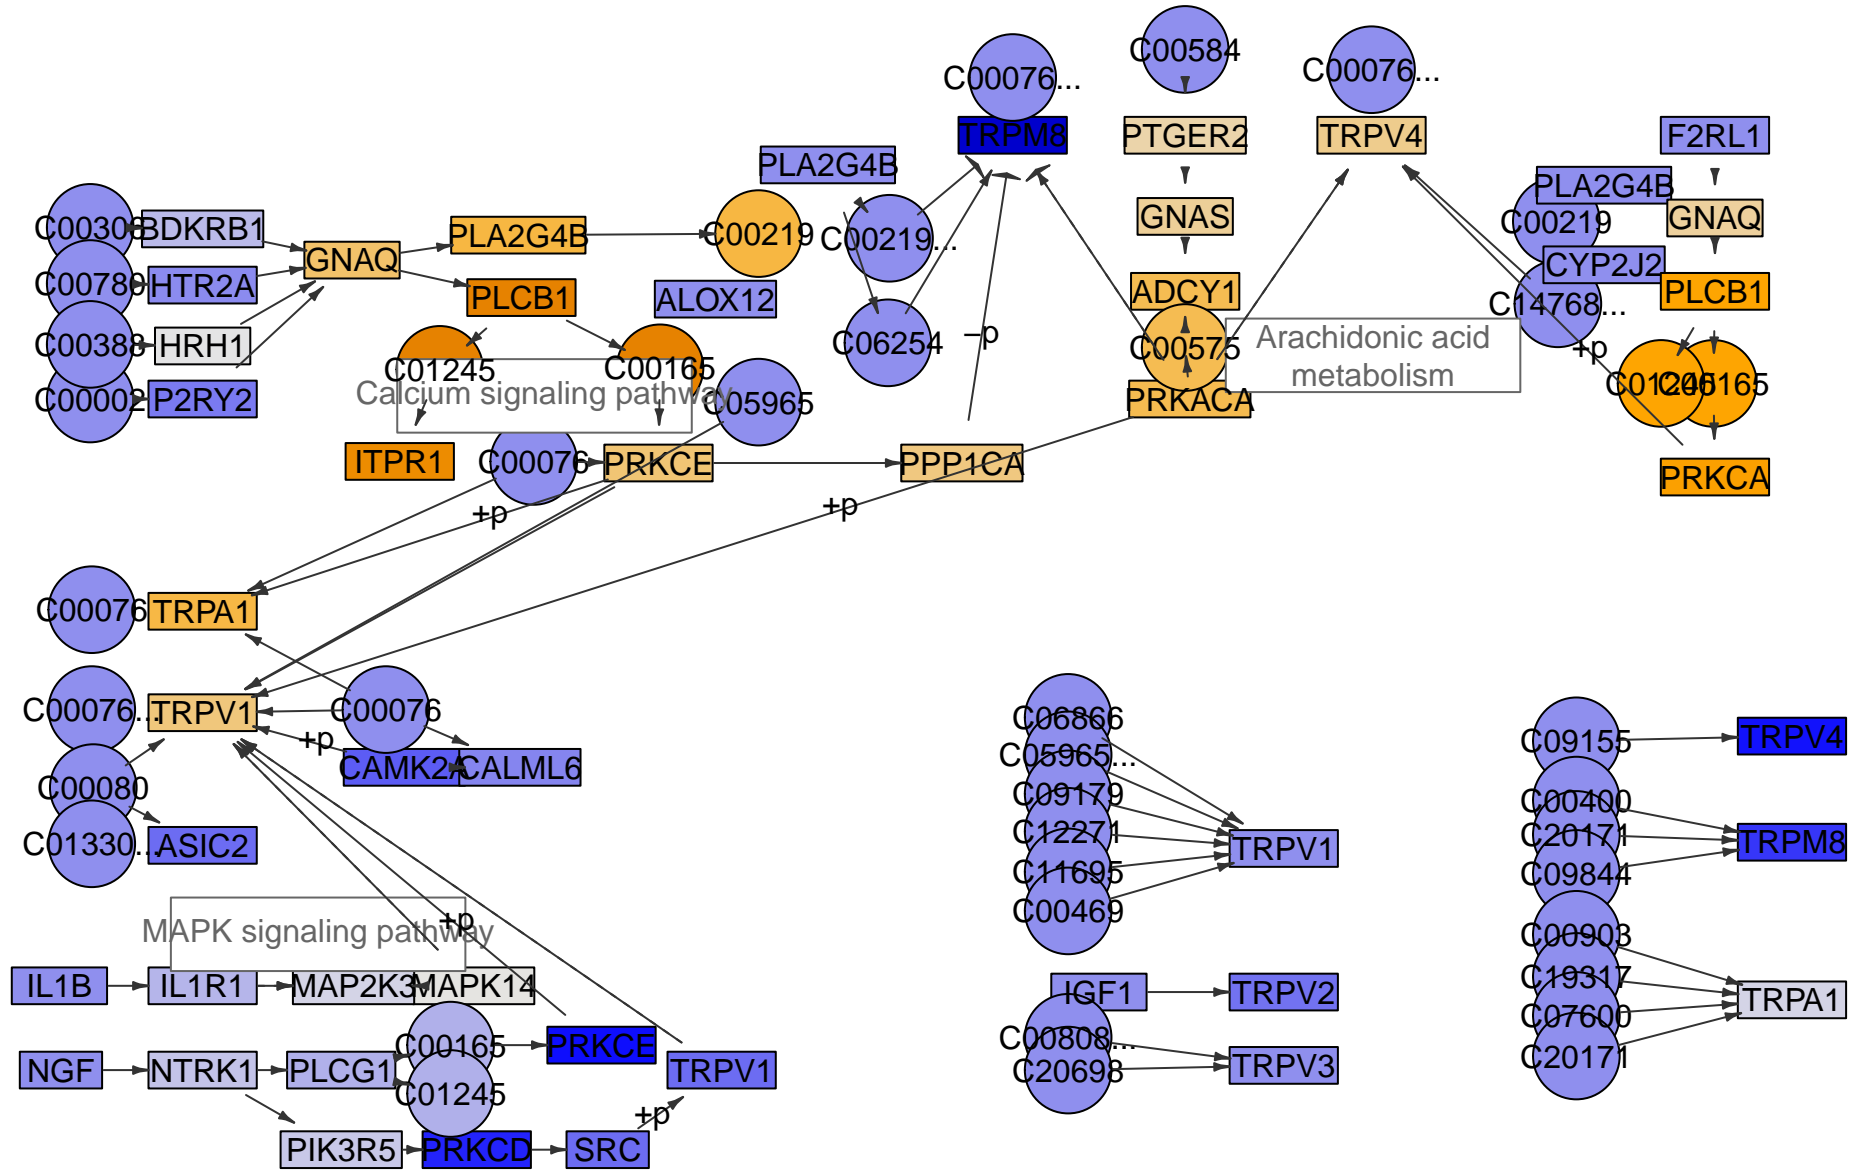 C00584
C00076...
C00076...
TRPM8
PTGER2
TRPV4
F2RL1
PLA2G4B
PLA2G4B
C00219
GNAS
GNAQ
BDKRB1
GNAQ
PLA2G4B
C00219
C00219...
CYP2J2
C00780
HTR2A
PLCB1
ALOX12
ADCY1
C14768...
PLCB1
C00388
HRH1
C06254
–p
C00575
Arachidonic acid
metabolism
+p
C01245
C00165
Calcium signaling pathway
C05965
C00002
P2RY2
PRKACA
C01245
C00165
ITPR1
C00076
PRKCE
PPP1CA
PRKCA
+p
+p
C00076
TRPA1
C00076...
TRPV1
C00076
+p
CAMK2A
CALML6
C00080
C01330...
ASIC2
C06866
C05965...
C09179
C12271
C11695
C00469
TRPV1
C09155
TRPV4
C00400
C20171
C09844
TRPM8
MAPK signaling pathway
+p
IL1B
IL1R1
MAP2K3
MAPK14
IGF1
TRPV2
C00903
C19317
C07600
C20171
TRPA1
NGF
NTRK1
PLCG1
C00165
C01245
PRKCE
TRPV1
C00808...
C20698
TRPV3
+p
PIK3R5
PRKCD
SRC